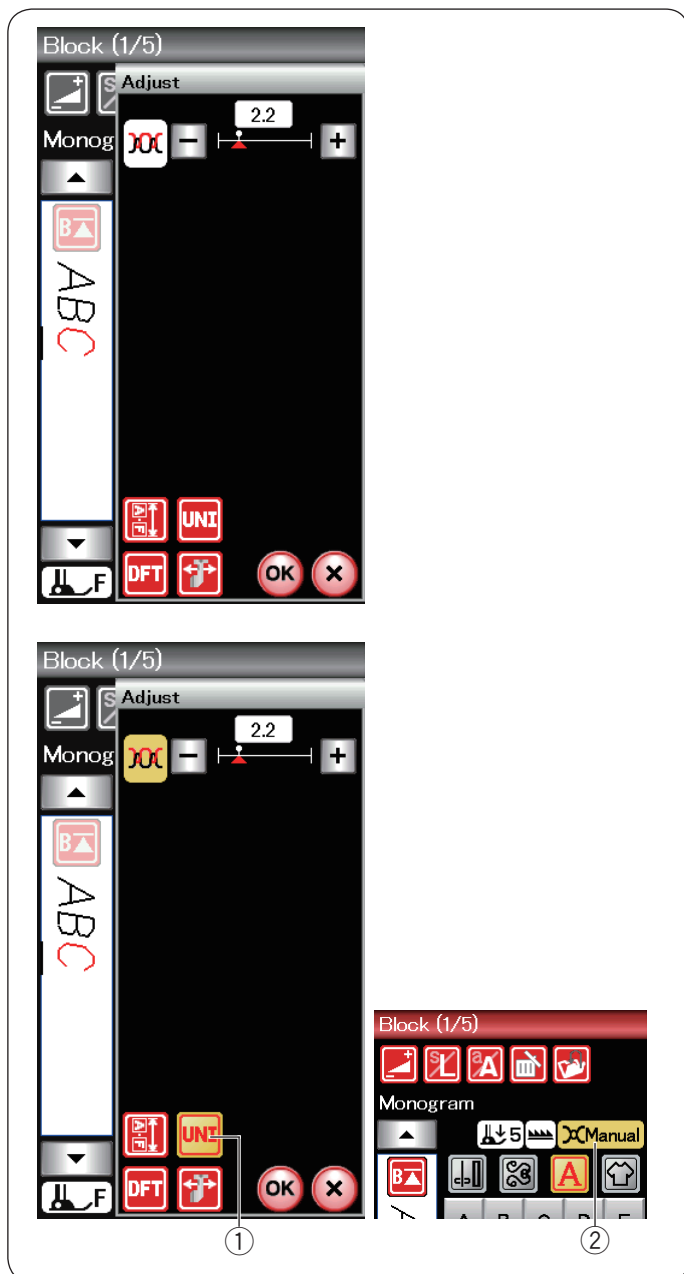 Block (1/5)
S
Adjust
Monog
2.2
B
ABC
A-F
UNI
F
DFT
OK
Block (1/5)
S
Adjust
Monog
2.2
B
ABC
A-F
UNI
F
DFT
OK
1
Block (1/5)
S L a A
Monogram
5 Manual
B A
2